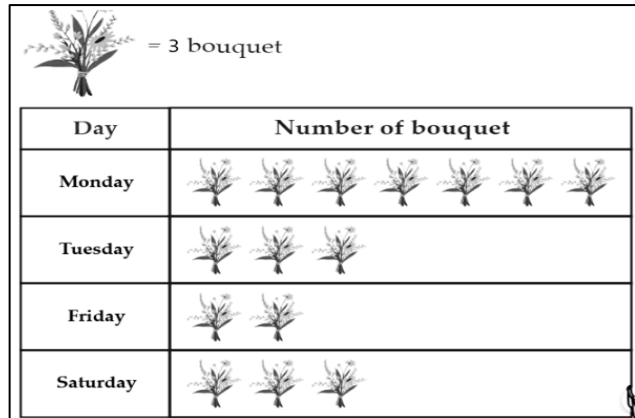 = 3 bouquet
Day Number of bouquet
Monday
Tuesday
Friday
Saturday